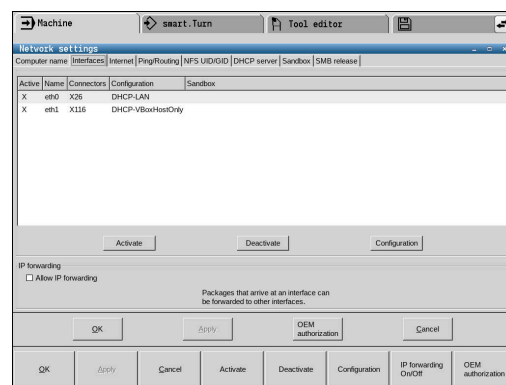 Machine
smart.Turn
Tool editor
Network settings
Computer name Interfaces Internet Ping/Routing NFS UID/GID DHCP server Sandbox SMB release
Active Name Connectors Configuration Sandbox
X eth0 X26 DHCP-LAN
X eth1 X116 DHCP-VBoxHostOnly
Activate Deactivate Configuration
IP forwarding
Allow IP forwarding
Packages that arrive at an interface can
be forwarded to other interfaces.
OK Apply OEM authorization Cancel
OK Apply Cancel Activate Deactivate Configuration IP forwarding On/Off OEM authorization